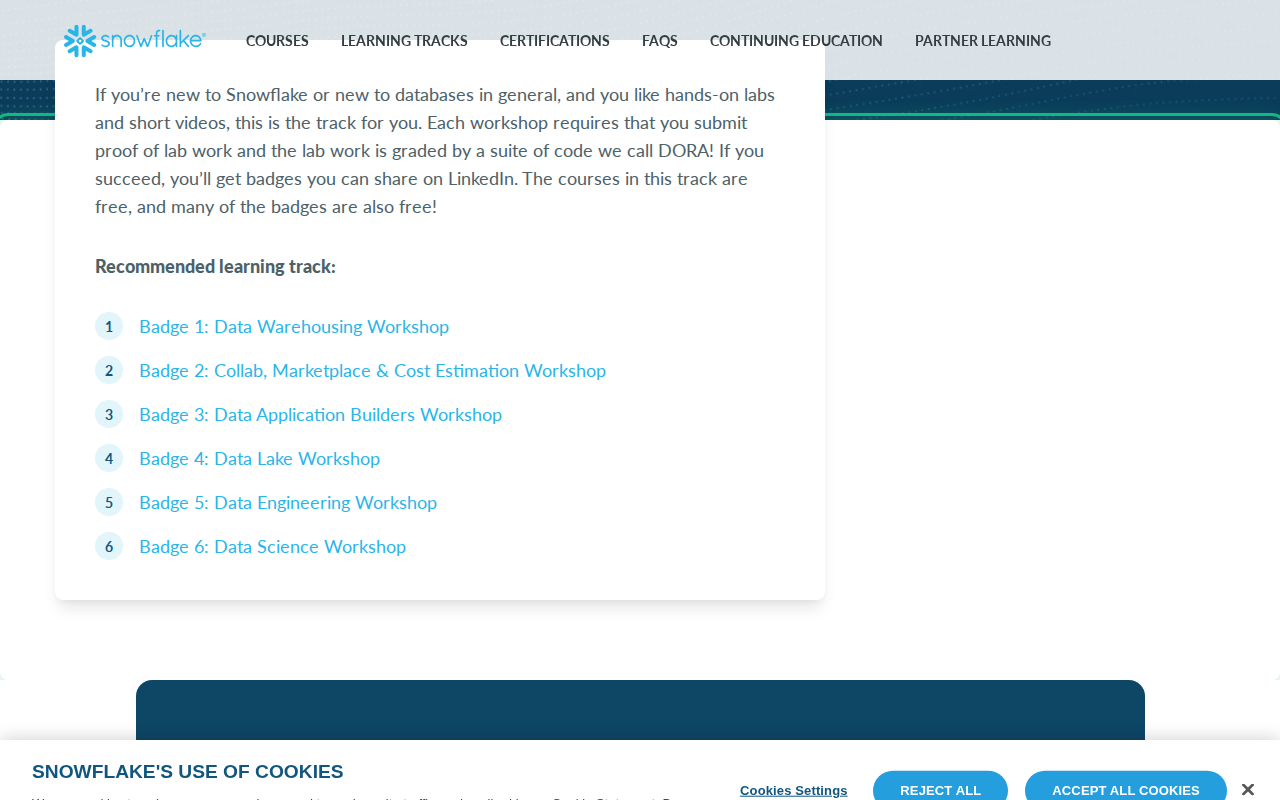 snowflake®
COURSES LEARNING TRACKS CERTIFICATIONS FAQS CONTINUING EDUCATION PARTNER LEARNING
If you’re new to Snowflake or new to databases in general, and you like hands-on labs
and short videos, this is the track for you. Each workshop requires that you submit
proof of lab work and the lab work is graded by a suite of code we call DORA! If you
succeed, you’ll get badges you can share on LinkedIn. The courses in this track are
free, and many of the badges are also free!
Recommended learning track:
1 Badge 1: Data Warehousing Workshop
2 Badge 2: Collab, Marketplace & Cost Estimation Workshop
3 Badge 3: Data Application Builders Workshop
4 Badge 4: Data Lake Workshop
5 Badge 5: Data Engineering Workshop
6 Badge 6: Data Science Workshop
SNOWFLAKE'S USE OF COOKIES
Cookies Settings
REJECT ALL
ACCEPT ALL COOKIES